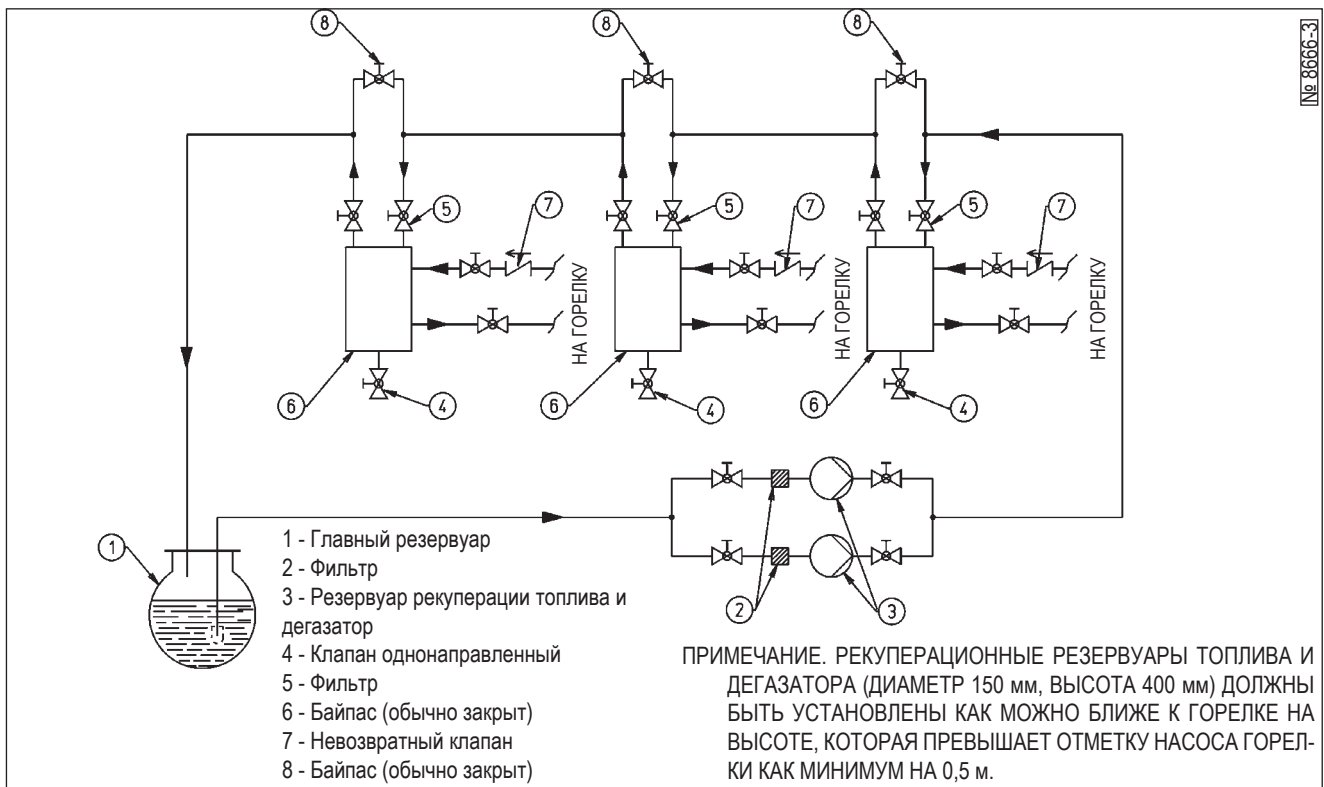 8
8
8
№ 8666-3
5
7
5
7
5
7
НА ГОРЕЛКУ
НА ГОРЕЛКУ
НА ГОРЕЛКУ
6
4
6
4
6
4
1
2
3
1 - Главный резервуар
2 - Фильтр
3 - Резервуар рекуперации топлива и
дегазатор
4 - Клапан однонаправленный
5 - Фильтр
6 - Байпас (обычно закрыт)
7 - Невозвратный клапан
8 - Байпас (обычно закрыт)
ПРИМЕЧАНИЕ. РЕКУПЕРАЦИОННЫЕ РЕЗЕРВУАРЫ ТОПЛИВА И
ДЕГАЗАТОРА (ДИАМЕТР 150 мм, ВЫСОТА 400 мм) ДОЛЖНЫ
БЫТЬ УСТАНОВЛЕНЫ КАК МОЖНО БЛИЖЕ К ГОРЕЛКЕ НА
ВЫСОТЕ, КОТОРАЯ ПРЕВЫШАЕТ ОТМЕТКУ НАСОСА ГОРЕЛ-
КИ КАК МИНИМУМ НА 0,5 м.